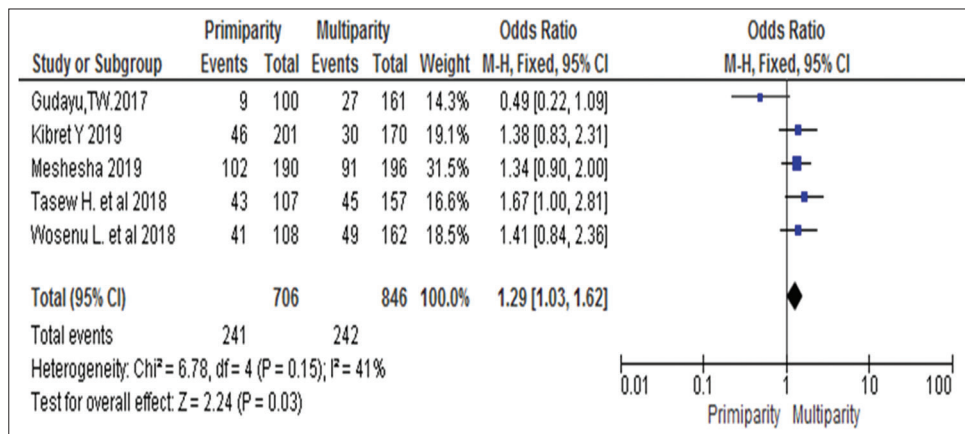 Primiparity Multiparity Odds Ratio Odds Ratio
Study or Subgroup Events Total Events Total Weight M-H, Fixed, 95% CI M-H, Fixed, 95% CI
Gudayu,TW.2017 9 100 27 161 14.3% 0.49 [0.22, 1.09]
Kibret Y 2019 46 201 30 170 19.1% 1.38 [0.83, 2.31]
Meshesha 2019 102 190 91 196 31.5% 1.34 [0.90, 2.00]
Tasew H. et al 2018 43 107 45 157 16.6% 1.67 [1.00, 2.81]
Wosenu L. et al 2018 41 108 49 162 18.5% 1.41 [0.84, 2.36]
Total (95% CI) 706 846 100.0% 1.29 [1.03, 1.62]
Total events 241 242
Heterogeneity: Chi² = 6.78, df = 4 (P = 0.15); I² = 41%
Test for overall effect: Z = 2.24 (P = 0.03)
0.01 0.1 1 10 100
Primiparity Multiparity